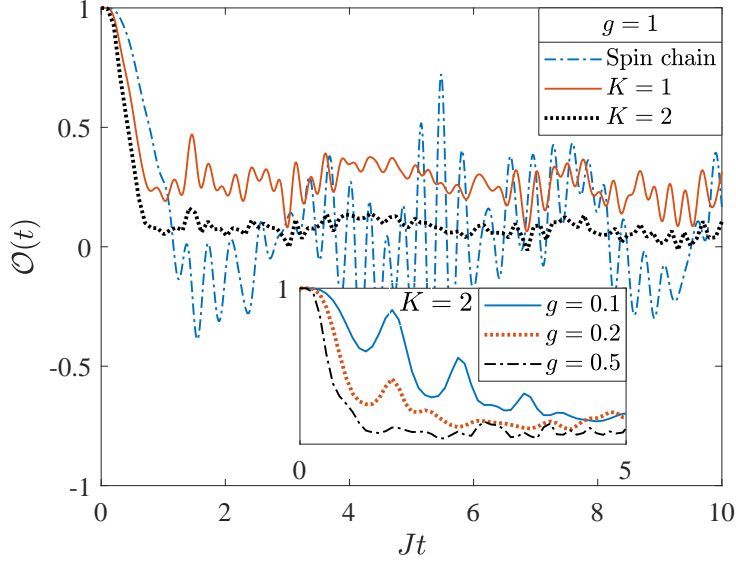 1
g = 1
Spin chain
K = 1
K = 2
0.5
O(t)
0
1
K = 2
g = 0.1
g = 0.2
g = 0.5
-0.5
0
5
-1
0
2
4
6
8
10
Jt